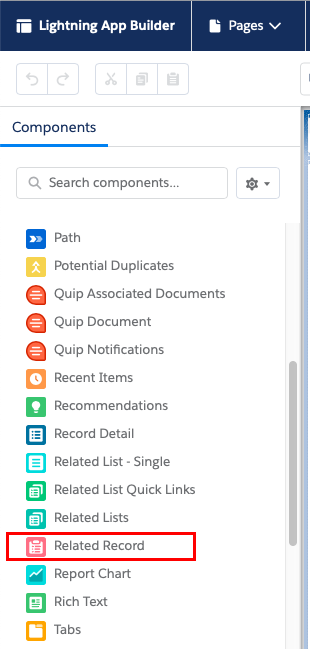 Lightning App Builder
Pages
Components
Search components...
Path
Potential Duplicates
Quip Associated Documents
Quip Document
Quip Notifications
Recent Items
Recommendations
Record Detail
Related List - Single
Related List Quick Links
Related Lists
Related Record
Report Chart
Rich Text
Tabs